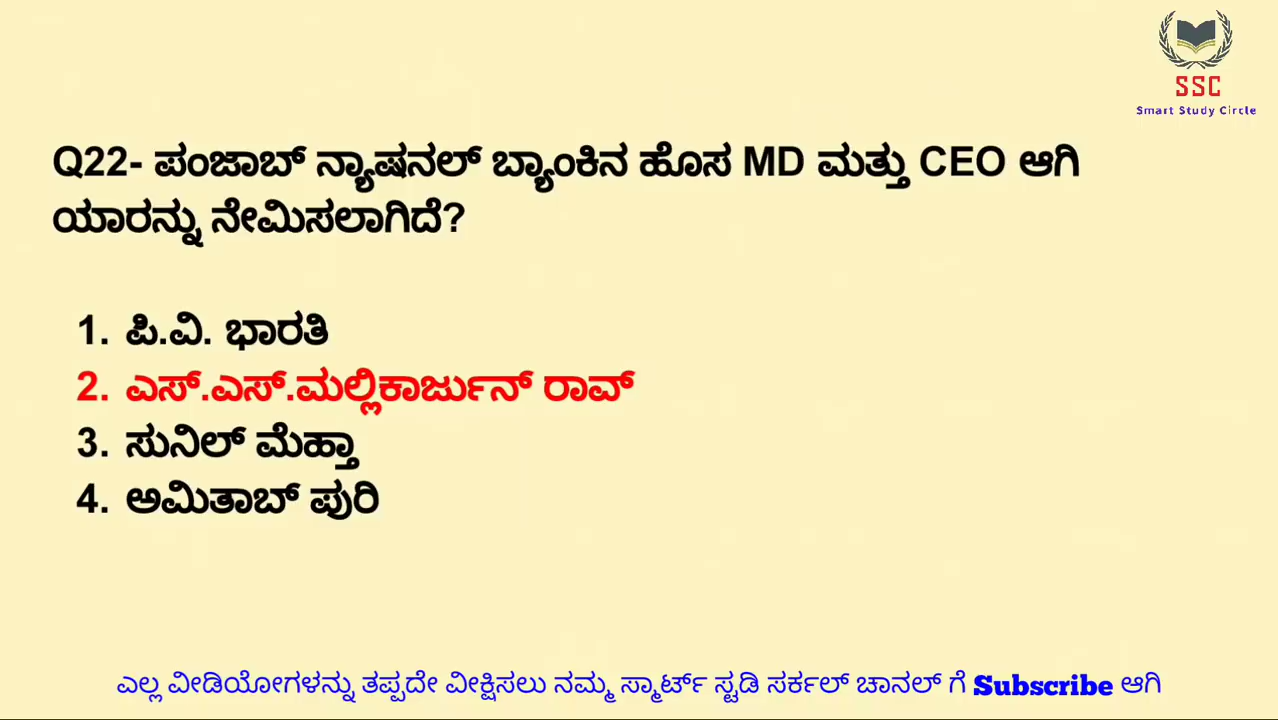 SSC
Smart Study Circle
Q22- ಪಂಜಾಬ್ ನ್ಯಾಷನಲ್ ಬ್ಯಾಂಕಿನ ಹೊಸ MD ಮತ್ತು CEO ಆಗಿ
ಯಾರನ್ನು ನೇಮಿಸಲಾಗಿದೆ?
1. ಪಿ.ವಿ. ಭಾರತಿ
2. ಎಸ್.ಎಸ್.ಮಲ್ಲಿಕಾರ್ಜುನ್ ರಾವ್
3. ಸುನಿಲ್ ಮೆಹ್ತಾ
4. ಅಮಿತಾಬ್ ಪುರಿ
ಎಲ್ಲ ವೀಡಿಯೋಗಳನ್ನು ತಪ್ಪದೇ ವೀಕ್ಷಿಸಲು ನಮ್ಮ ಸ್ಮಾರ್ಟ್ ಸ್ಟಡಿ ಸರ್ಕಲ್ ಚಾನಲ್ ಗೆ Subscribe ಆಗಿ